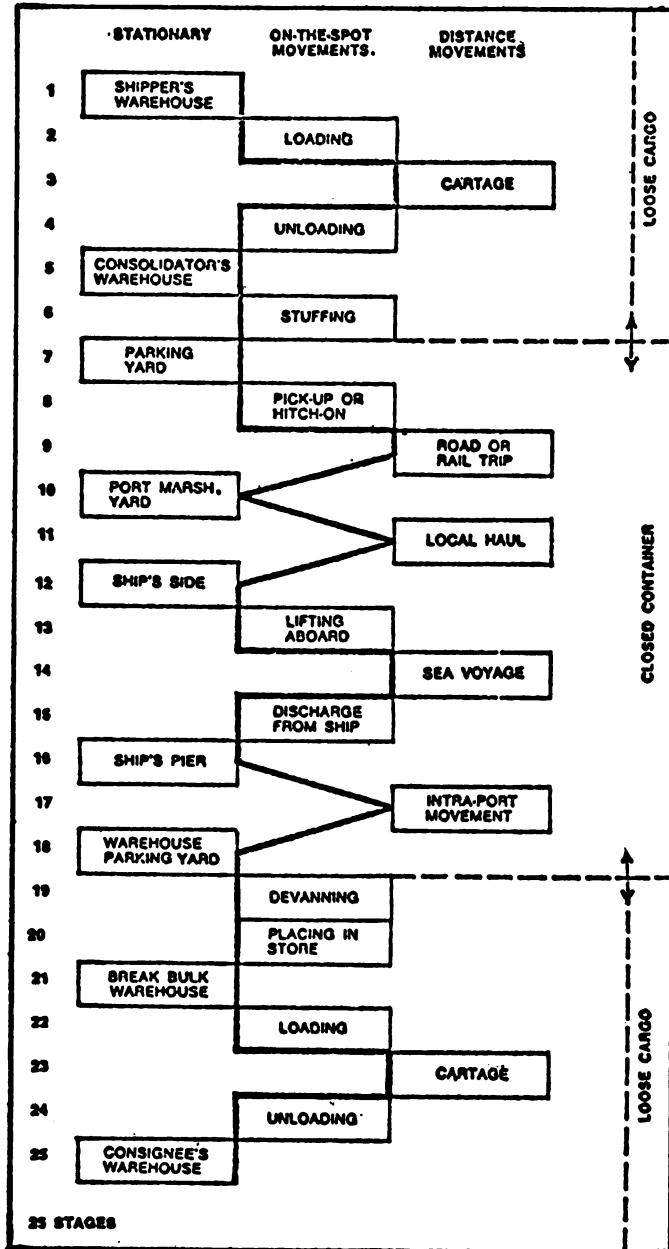 STATIONARY
ON-THE-SPOT
MOVEMENTS.
DISTANCE
MOVEMENTS
1
SHIPPER'S
WAREHOUSE
2
LOADING
3
CARTAGE
4
UNLOADING
5
CONSOLIDATOR'S
WAREHOUSE
6
STUFFING
LOOSE CARGO
7
PARKING
YARD
8
PICK-UP OR
HITCH-ON
9
ROAD OR
RAIL TRIP
10
PORT MARSH.
YARD
11
LOCAL HAUL
12
SHIP'S SIDE
13
LIFTING
ABOARD
14
SEA VOYAGE
15
DISCHARGE
FROM SHIP
16
SHIP'S PIER
17
INTRA-PORT
MOVEMENT
18
WAREHOUSE
PARKING YARD
CLOSED CONTAINER
19
DEVANNING
20
PLACING IN
STORE
21
BREAK BULK
WAREHOUSE
22
LOADING
23
CARTAGE
24
UNLOADING
25
CONSIGNEE'S
WAREHOUSE
LOOSE CARGO
25 STAGES